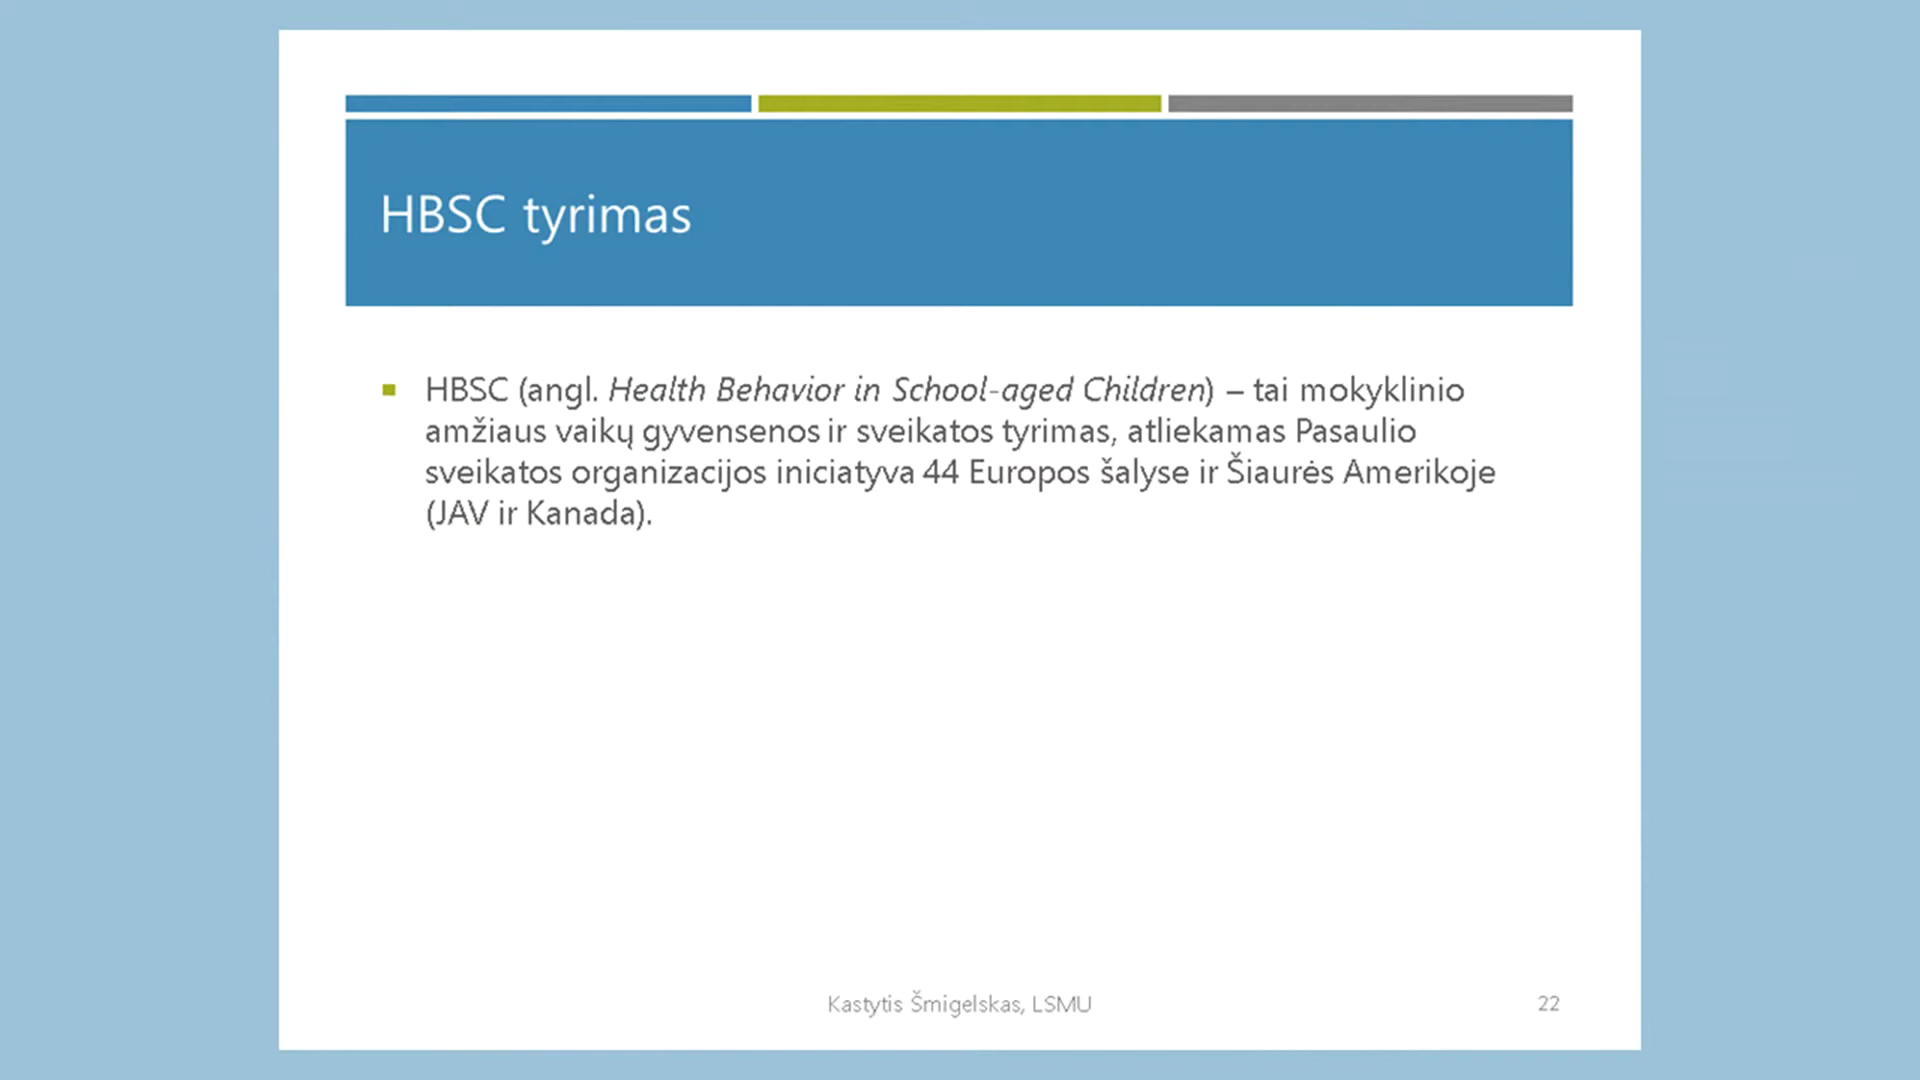 HBSC tyrimas
HBSC (angl. Health Behavior in School-aged Children) – tai mokyklinio
amžiaus vaikų gyvensenos ir sveikatos tyrimas, atliekamas Pasaulio
sveikatos organizacijos iniciatyva 44 Europos šalyse ir Šiaurės Amerikoje
(JAV ir Kanada).
Kastytis Šmigelskas, LSMU
22